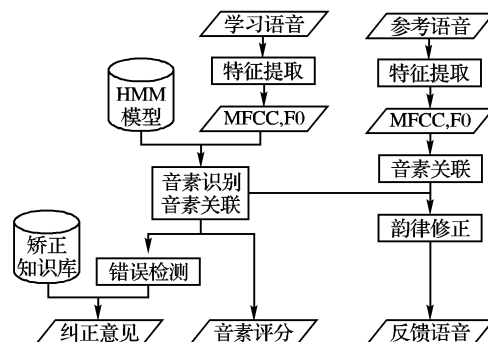 学习语音
参考语音
特征提取
特征提取
HMM
模型
MFCC,F0
MFCC,F0
音素识别
音素关联
音素关联
矫正
知识库
错误检测
韵律修正
纠正意见
音素评分
反馈语音